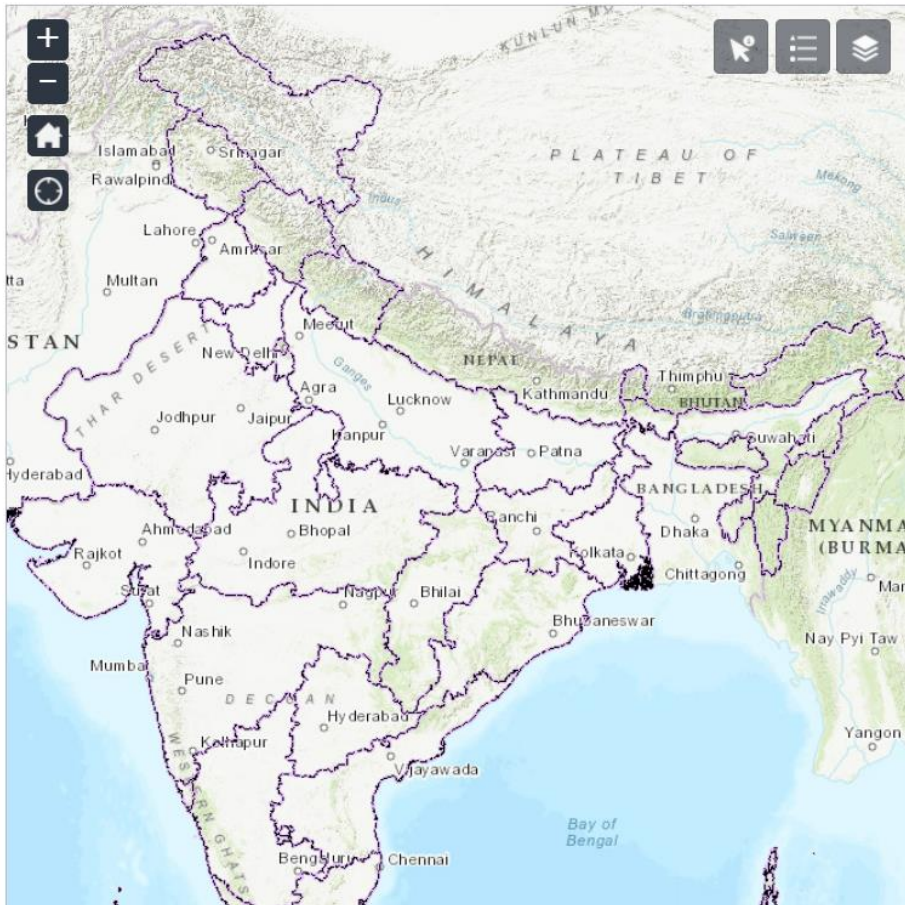 KUNLUN M
Islamabad
Srinagar
Rawalpindi
PLATEAU OF
TIBET
Mekong
Indus
Salween
Lahore
Amritsar
HIMALAYA
Multan
Brahmaputra
STAN
THAR DESERT
Meerut
New Delhi
NEPAL
Thimphu
Agra
Ganges
Kathmandu
BHUTAN
Lucknow
Jodhpur
Jaipur
Kanpur
Guwahati
Varanasi
Patna
Hyderabad
BANGLADESH
INDIA
Ranchi
Ahmedabad
Bhopal
Dhaka
MYANMA
(BURMA
Rajkot
Indore
Kolkata
Chittagong
Surat
Nagpur
Bhilai
Irrawaddy
Man
Nashik
Bhubaneswar
Nay Pyi Taw
Mumbai
Pune
DECCAN
Hyderabad
Yangon
Kolhapur
WESTERN GHATS
Vijayawada
Bay of
Bengal
Bengaluru
Chennai